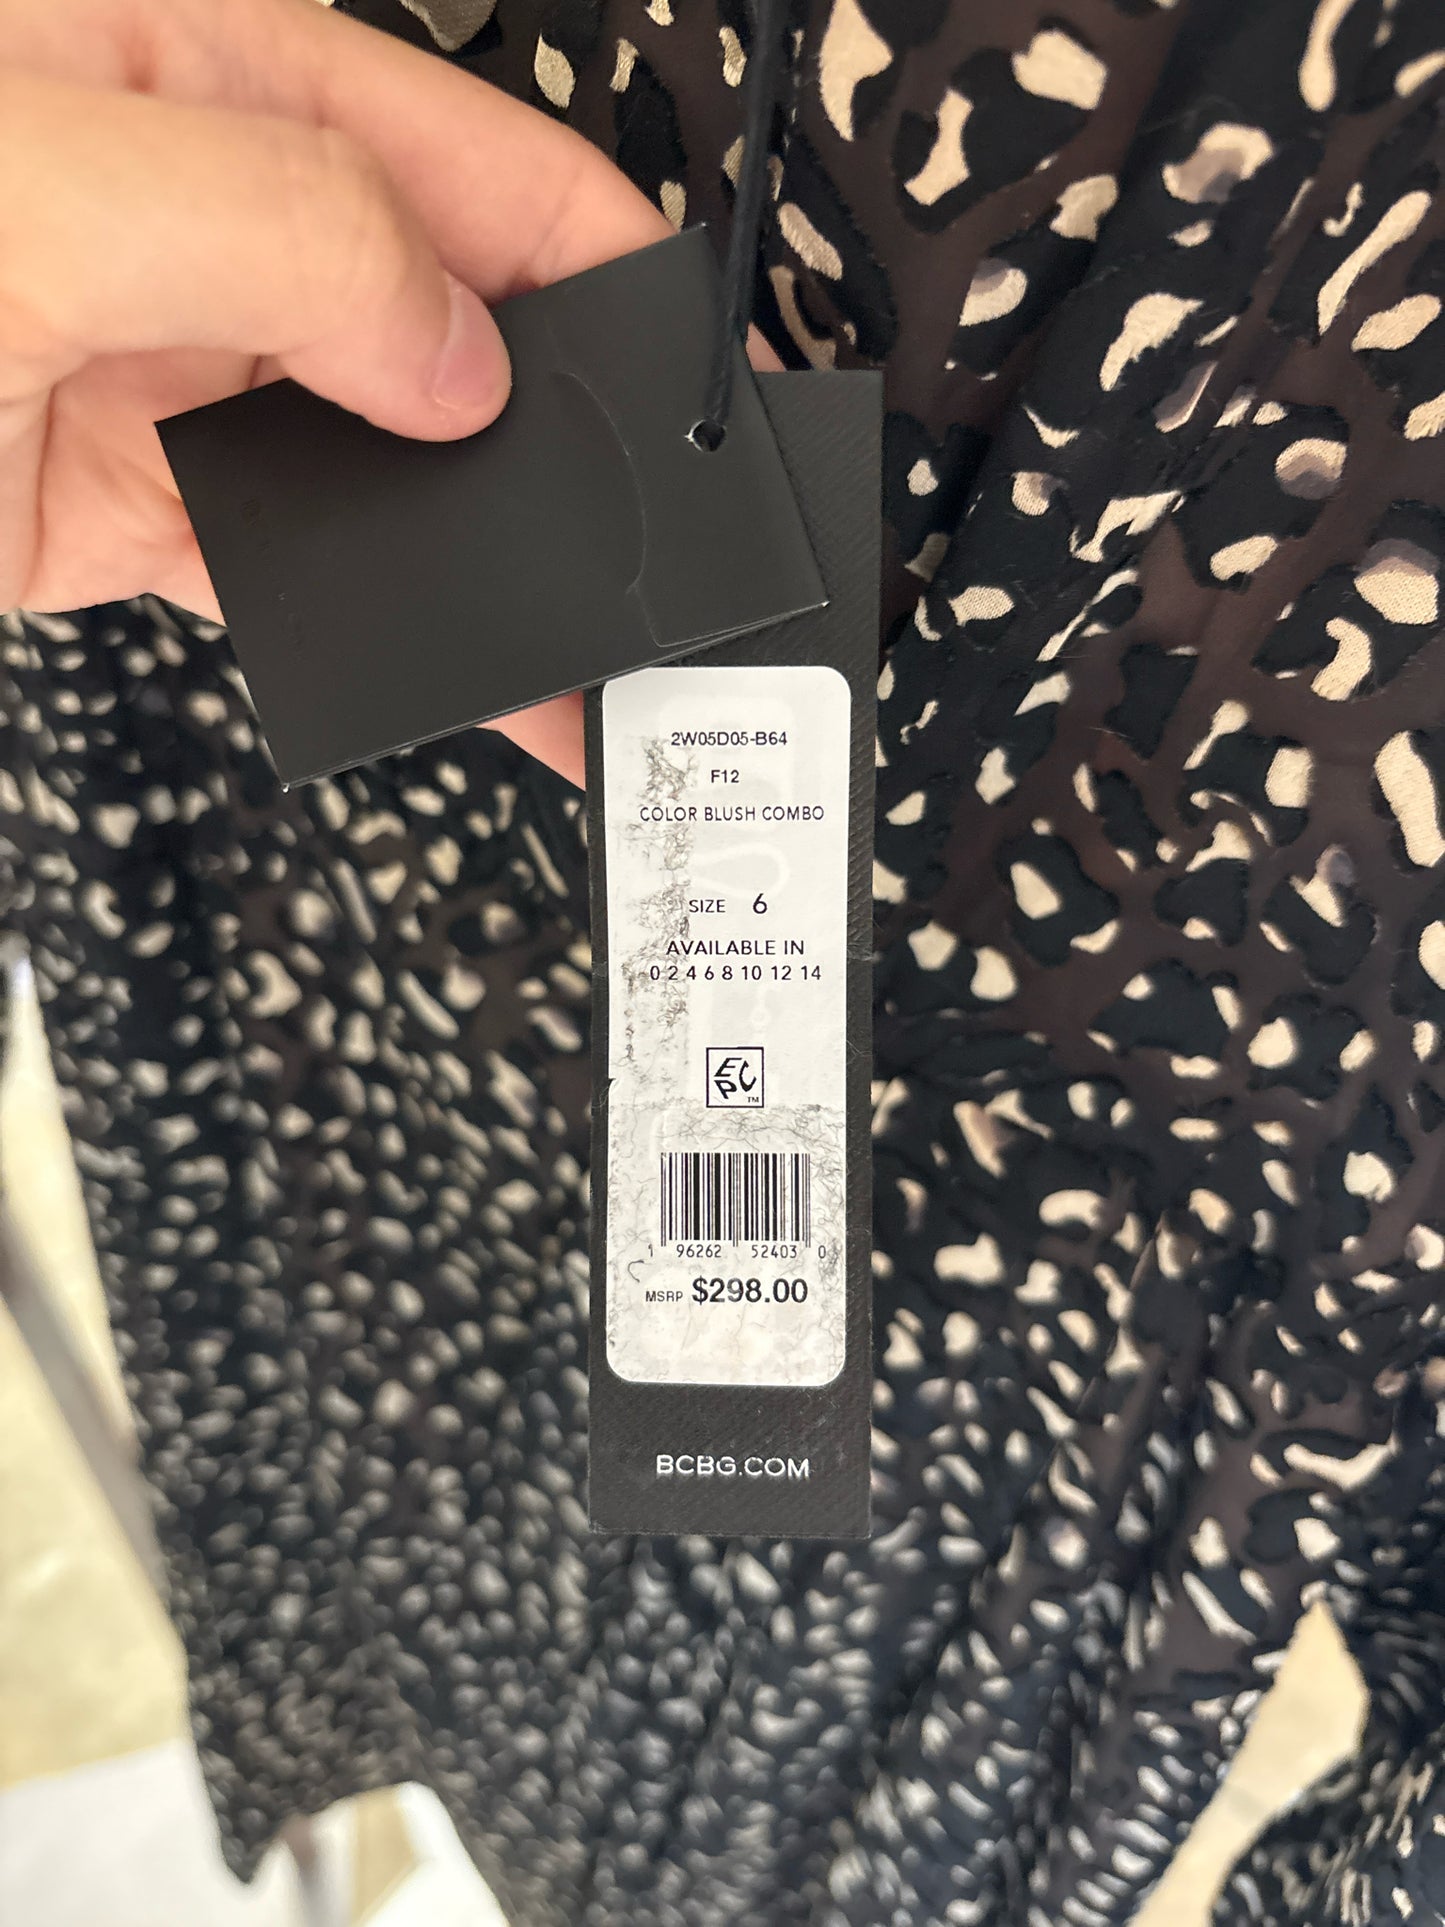 2W05D05-B64
F12
COLOR BLUSH COMBO
SIZE 6
AVAILABLE IN
0 2 4 6 8 10 12 14
EPC
TM
1 96262 52403 0
MSRP $298.00
BCBG.COM